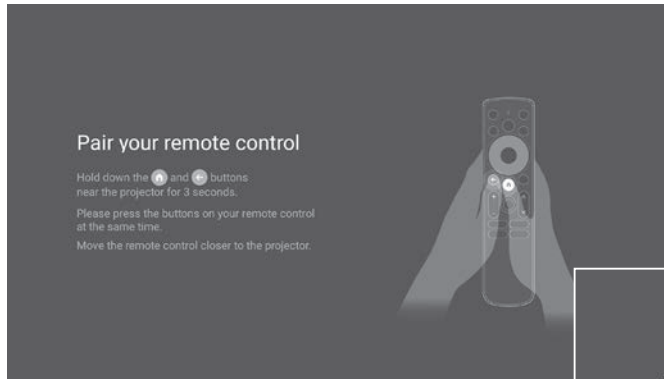 Pair your remote control
Hold down the and buttons
near the projector for 3 seconds.
Please press the buttons on your remote control
at the same time.
Move the remote control closer to the projector.